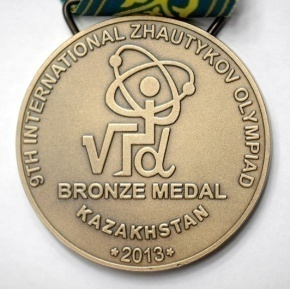 9TH INTERNATIONAL ZHAUTYKOV OLYMPIAD
BRONZE MEDAL
KAZAKHSTAN
*2013*